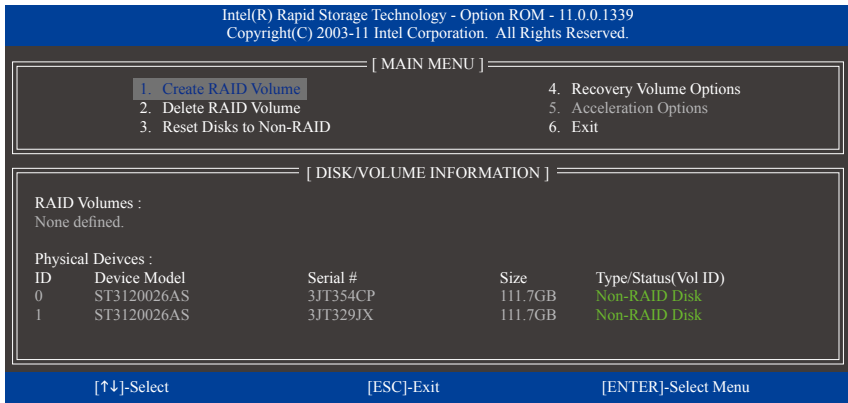 Intel(R) Rapid Storage Technology - Option ROM - 11.0.0.1339
Copyright(C) 2003-11 Intel Corporation. All Rights Reserved.
[ MAIN MENU ]
1. Create RAID Volume 4. Recovery Volume Options
2. Delete RAID Volume 5. Acceleration Options
3. Reset Disks to Non-RAID 6. Exit
[ DISK/VOLUME INFORMATION ]
RAID Volumes :
None defined.
Physical Deivces :
ID Device Model Serial # Size Type/Status(Vol ID)
0 ST3120026AS 3JT354CP 111.7GB Non-RAID Disk
1 ST3120026AS 3JT329JX 111.7GB Non-RAID Disk
[↑↓]-Select [ESC]-Exit [ENTER]-Select Menu